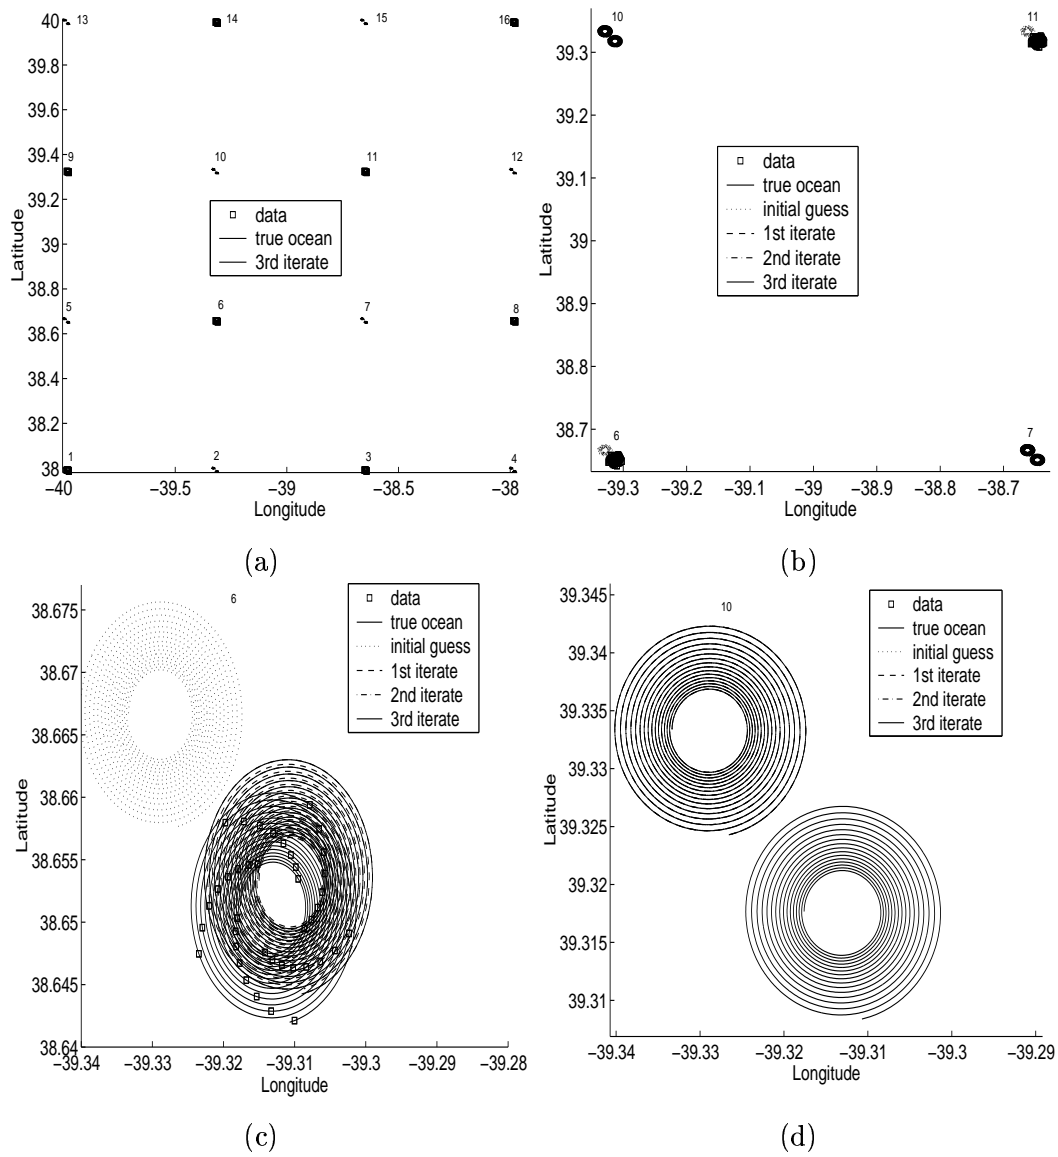 40
39.8
39.6
39.4
39.2
39
38.8
38.6
38.4
38.2
38
Latitude
13
14
15
16
9
10
11
12
5
6
7
8
1
2
3
4
data
true ocean
3rd iterate
−40
−39.5
−39
−38.5
−38
Longitude
(a)
39.3
39.2
39.1
39
38.9
38.8
38.7
Latitude
10
11
6
7
data
true ocean
initial guess
1st iterate
2nd iterate
3rd iterate
−39.3
−39.2
−39.1
−39
−38.9
−38.8
−38.7
Longitude
(b)
38.675
38.67
38.665
38.66
38.655
38.65
38.645
38.64
Latitude
6
data
true ocean
initial guess
1st iterate
2nd iterate
3rd iterate
−39.34
−39.33
−39.32
−39.31
−39.3
−39.29
−39.28
Longitude
(c)
39.345
39.34
39.335
39.33
39.325
39.32
39.315
39.31
Latitude
10
data
true ocean
initial guess
1st iterate
2nd iterate
3rd iterate
−39.34
−39.33
−39.32
−39.31
−39.3
−39.29
Longitude
(d)